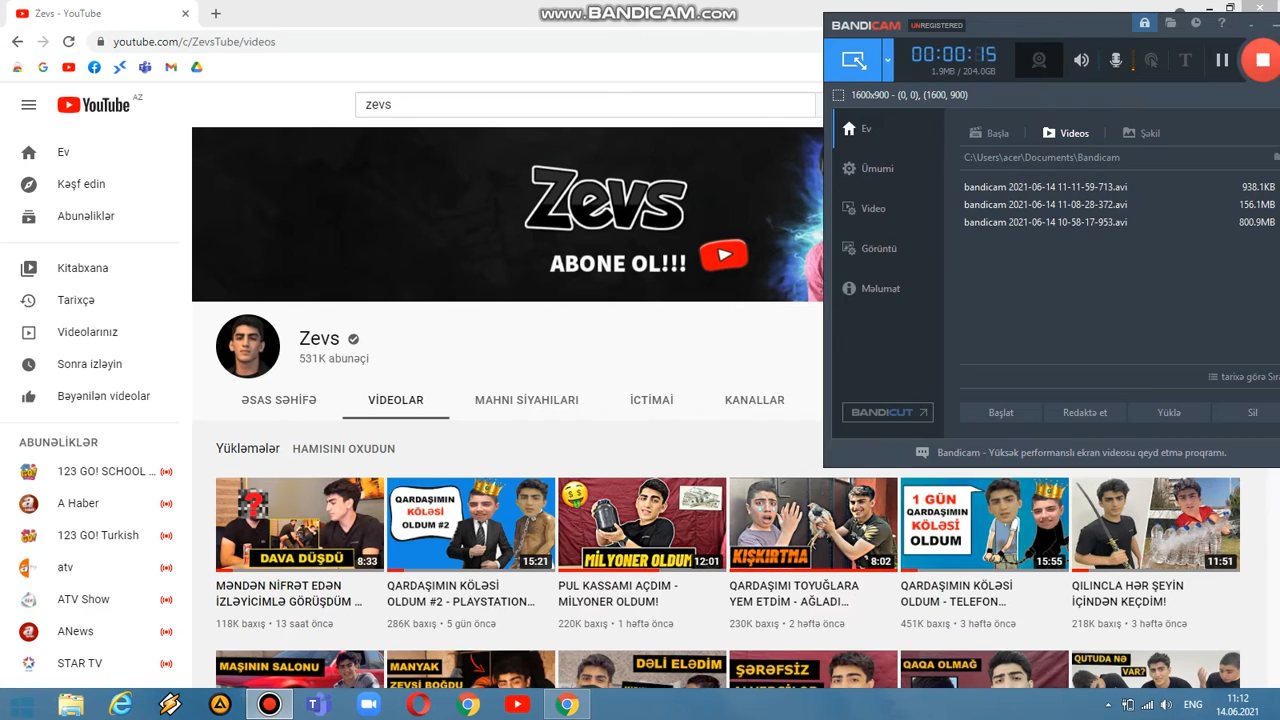 Zevs - YouTube
WWW.BANDICAM.COM
youtube.com/c/ZevsTube/videos
YouTube AZ
zevs
Ev
Kəşf edin
Abunəliklər
Kitabxana
Tarixçə
Videolarınız
Sonra izləyin
Bəyənilən videolar
ABUNƏLİKLƏR
123 GO! SCHOOL ...
A Haber
123 GO! Turkish
atv
ATV Show
ANews
STAR TV
Zevs
ABONE OL!!!
Zevs
531K abunəçi
ƏSAS SƏHİFƏ
VİDEOLAR
MAHNI SİYAHILARI
İCTİMAİ
KANALLAR
Yükləmələr
HAMISINI OXUDUN
DAVA DÜŞDÜ
8:33
MƏNDƏN NİFRƏT EDƏN
İZLƏYİCİMLƏ GÖRÜŞDÜM ...
118K baxış • 13 saat öncə
QARDAŞIMIN
KÖLƏSİ
OLDUM #2
15:21
QARDAŞIMIN KÖLƏSİ
OLDUM #2 - PLAYSTATION...
286K baxış • 5 gün öncə
MİLYONER OLDUM
12:01
PUL KASSAMI AÇDIM -
MİLYONER OLDUM!
220K baxış • 1 həftə öncə
KIŞKIRTMA
8:02
QARDAŞIMI TOYUĞLARA
YEM ETDİM - AĞLADI...
230K baxış • 2 həftə öncə
1 GÜN
QARDAŞIMIN
KÖLƏSİ
OLDUM
15:55
QARDAŞIMIN KÖLƏSİ
OLDUM - TELEFON...
451K baxış • 3 həftə öncə
11:51
QILINCLA HƏR ŞEYİN
İÇİNDƏN KEÇDİM!
218K baxış • 3 həftə öncə
MAŞININ SALONU
MANYAK
ZEVSİ BOĞDU
DƏLİ ELƏDİM
ŞƏRƏFSİZ
QAQA OLMAĞ
QUTUDA NƏ
VAR?
BANDICAM UNREGISTERED
00:00:15
1.9MB / 204.0GB
1600x900 - (0, 0), (1600, 900)
Ev
Ümumi
Video
Görüntü
Məlumat
BANDICUT
Başla
Videos
Şəkil
C:\Users\acer\Documents\Bandicam
bandicam 2021-06-14 11-11-59-713.avi 938.1KB
bandicam 2021-06-14 11-08-28-372.avi 156.1MB
bandicam 2021-06-14 10-58-17-953.avi 800.9MB
tarixə görə Sıra
Başlat
Redaktə et
Yüklə
Sil
Bandicam - Yüksək performanslı ekran videosu qeyd etmə proqramı.
ENG
11:12
14.06.2021